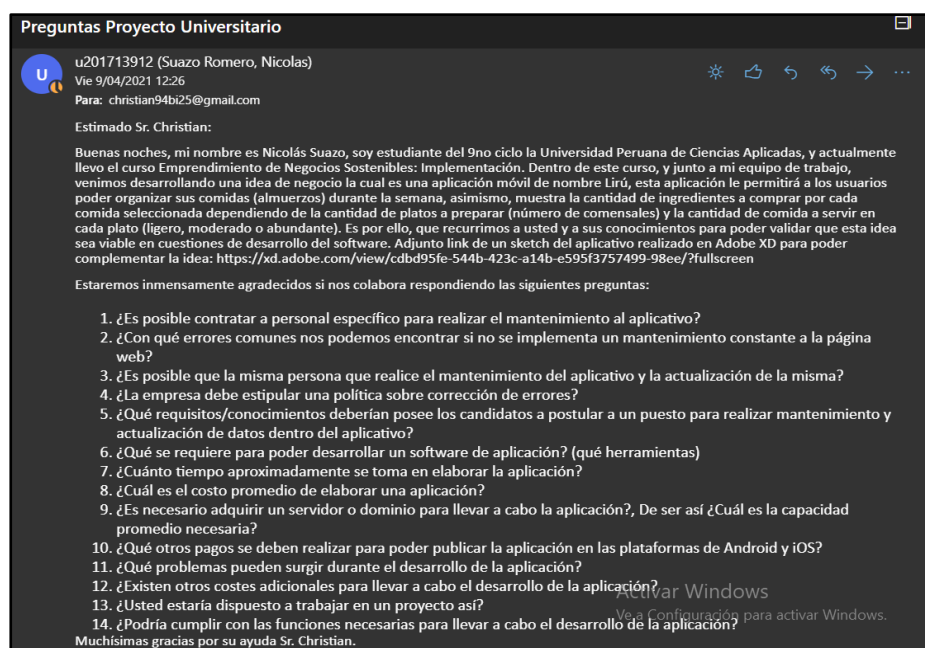 Preguntas Proyecto Universitario
U
u201713912 (Suazo Romero, Nicolas)
Vie 9/04/2021 12:26
Para: christian94bi25@gmail.com
Estimado Sr. Christian:
Buenas noches, mi nombre es Nicolás Suazo, soy estudiante del 9no ciclo la Universidad Peruana de Ciencias Aplicadas, y actualmente
llevo el curso Emprendimiento de Negocios Sostenibles: Implementación. Dentro de este curso, y junto a mi equipo de trabajo,
venimos desarrollando una idea de negocio la cual es una aplicación móvil de nombre Lirú, esta aplicación le permitirá a los usuarios
poder organizar sus comidas (almuerzos) durante la semana, asimismo, muestra la cantidad de ingredientes a comprar por cada
comida seleccionada dependiendo de la cantidad de platos a preparar (número de comensales) y la cantidad de comida a servir en
cada plato (ligero, moderado o abundante). Es por ello, que recurrimos a usted y a sus conocimientos para poder validar que esta idea
sea viable en cuestiones de desarrollo del software. Adjunto link de un sketch del aplicativo realizado en Adobe XD para poder
complementar la idea: https://xd.adobe.com/view/cdbd95fe-544b-423c-a14b-e595f3757499-98ee/?fullscreen
Estaremos inmensamente agradecidos si nos colabora respondiendo las siguientes preguntas:
1. ¿Es posible contratar a personal específico para realizar el mantenimiento al aplicativo?
2. ¿Con qué errores comunes nos podemos encontrar si no se implementa un mantenimiento constante a la página
web?
3. ¿Es posible que la misma persona que realice el mantenimiento del aplicativo y la actualización de la misma?
4. ¿La empresa debe estipular una política sobre corrección de errores?
5. ¿Qué requisitos/conocimientos deberían posee los candidatos a postular a un puesto para realizar mantenimiento y
actualización de datos dentro del aplicativo?
6. ¿Qué se requiere para poder desarrollar un software de aplicación? (qué herramientas)
7. ¿Cuánto tiempo aproximadamente se toma en elaborar la aplicación?
8. ¿Cuál es el costo promedio de elaborar una aplicación?
9. ¿Es necesario adquirir un servidor o dominio para llevar a cabo la aplicación?, De ser así ¿Cuál es la capacidad
promedio necesaria?
10. ¿Qué otros pagos se deben realizar para poder publicar la aplicación en las plataformas de Android y iOS?
11. ¿Qué problemas pueden surgir durante el desarrollo de la aplicación?
12. ¿Existen otros costes adicionales para llevar a cabo el desarrollo de la aplicación?
Activar Windows
13. ¿Usted estaría dispuesto a trabajar en un proyecto así?
Ve a Configuración para activar Windows.
14. ¿Podría cumplir con las funciones necesarias para llevar a cabo el desarrollo de la aplicación?
Muchísimas gracias por su ayuda Sr. Christian.